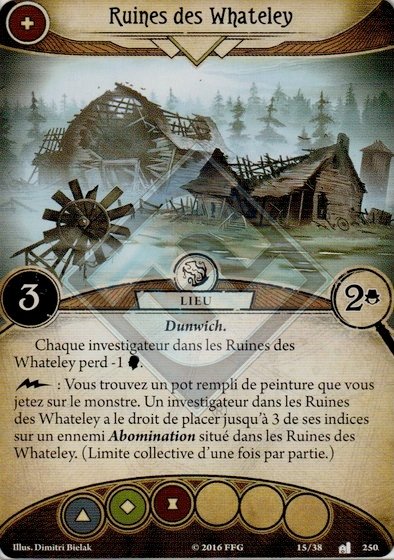 Ruines des Whateley
3
LIEU
2
Dunwich.
Chaque investigateur dans les Ruines des
Whateley perd -1 .
: Vous trouvez un pot rempli de peinture que vous
jetez sur le monstre. Un investigateur dans les Ruines
des Whateley a le droit de placer jusqu'à 3 de ses indices
sur un ennemi Abomination situé dans les Ruines des
Whateley. (Limite collective d'une fois par partie.)
Illus. Dimitri Bielak
© 2016 FFG
15/38
250